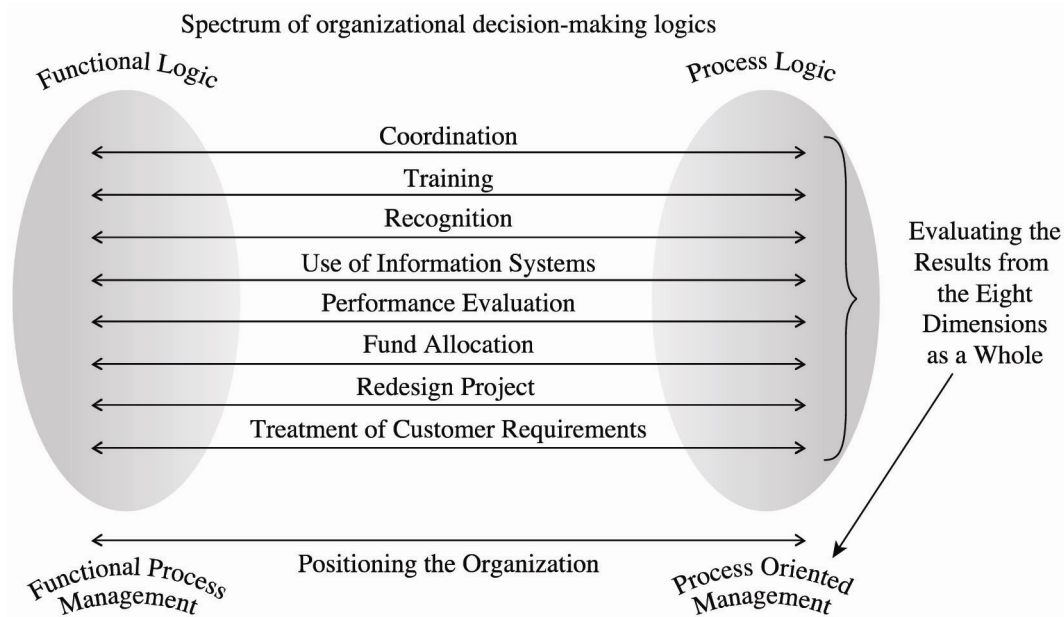 Spectrum of organizational decision-making logics
Functional Logic
Process Logic
Coordination
Training
Recognition
Use of Information Systems
Performance Evaluation
Fund Allocation
Redesign Project
Treatment of Customer Requirements
Evaluating the
Results from
the Eight
Dimensions
as a Whole
Positioning the Organization
Functional Process
Management
Process Oriented
Management